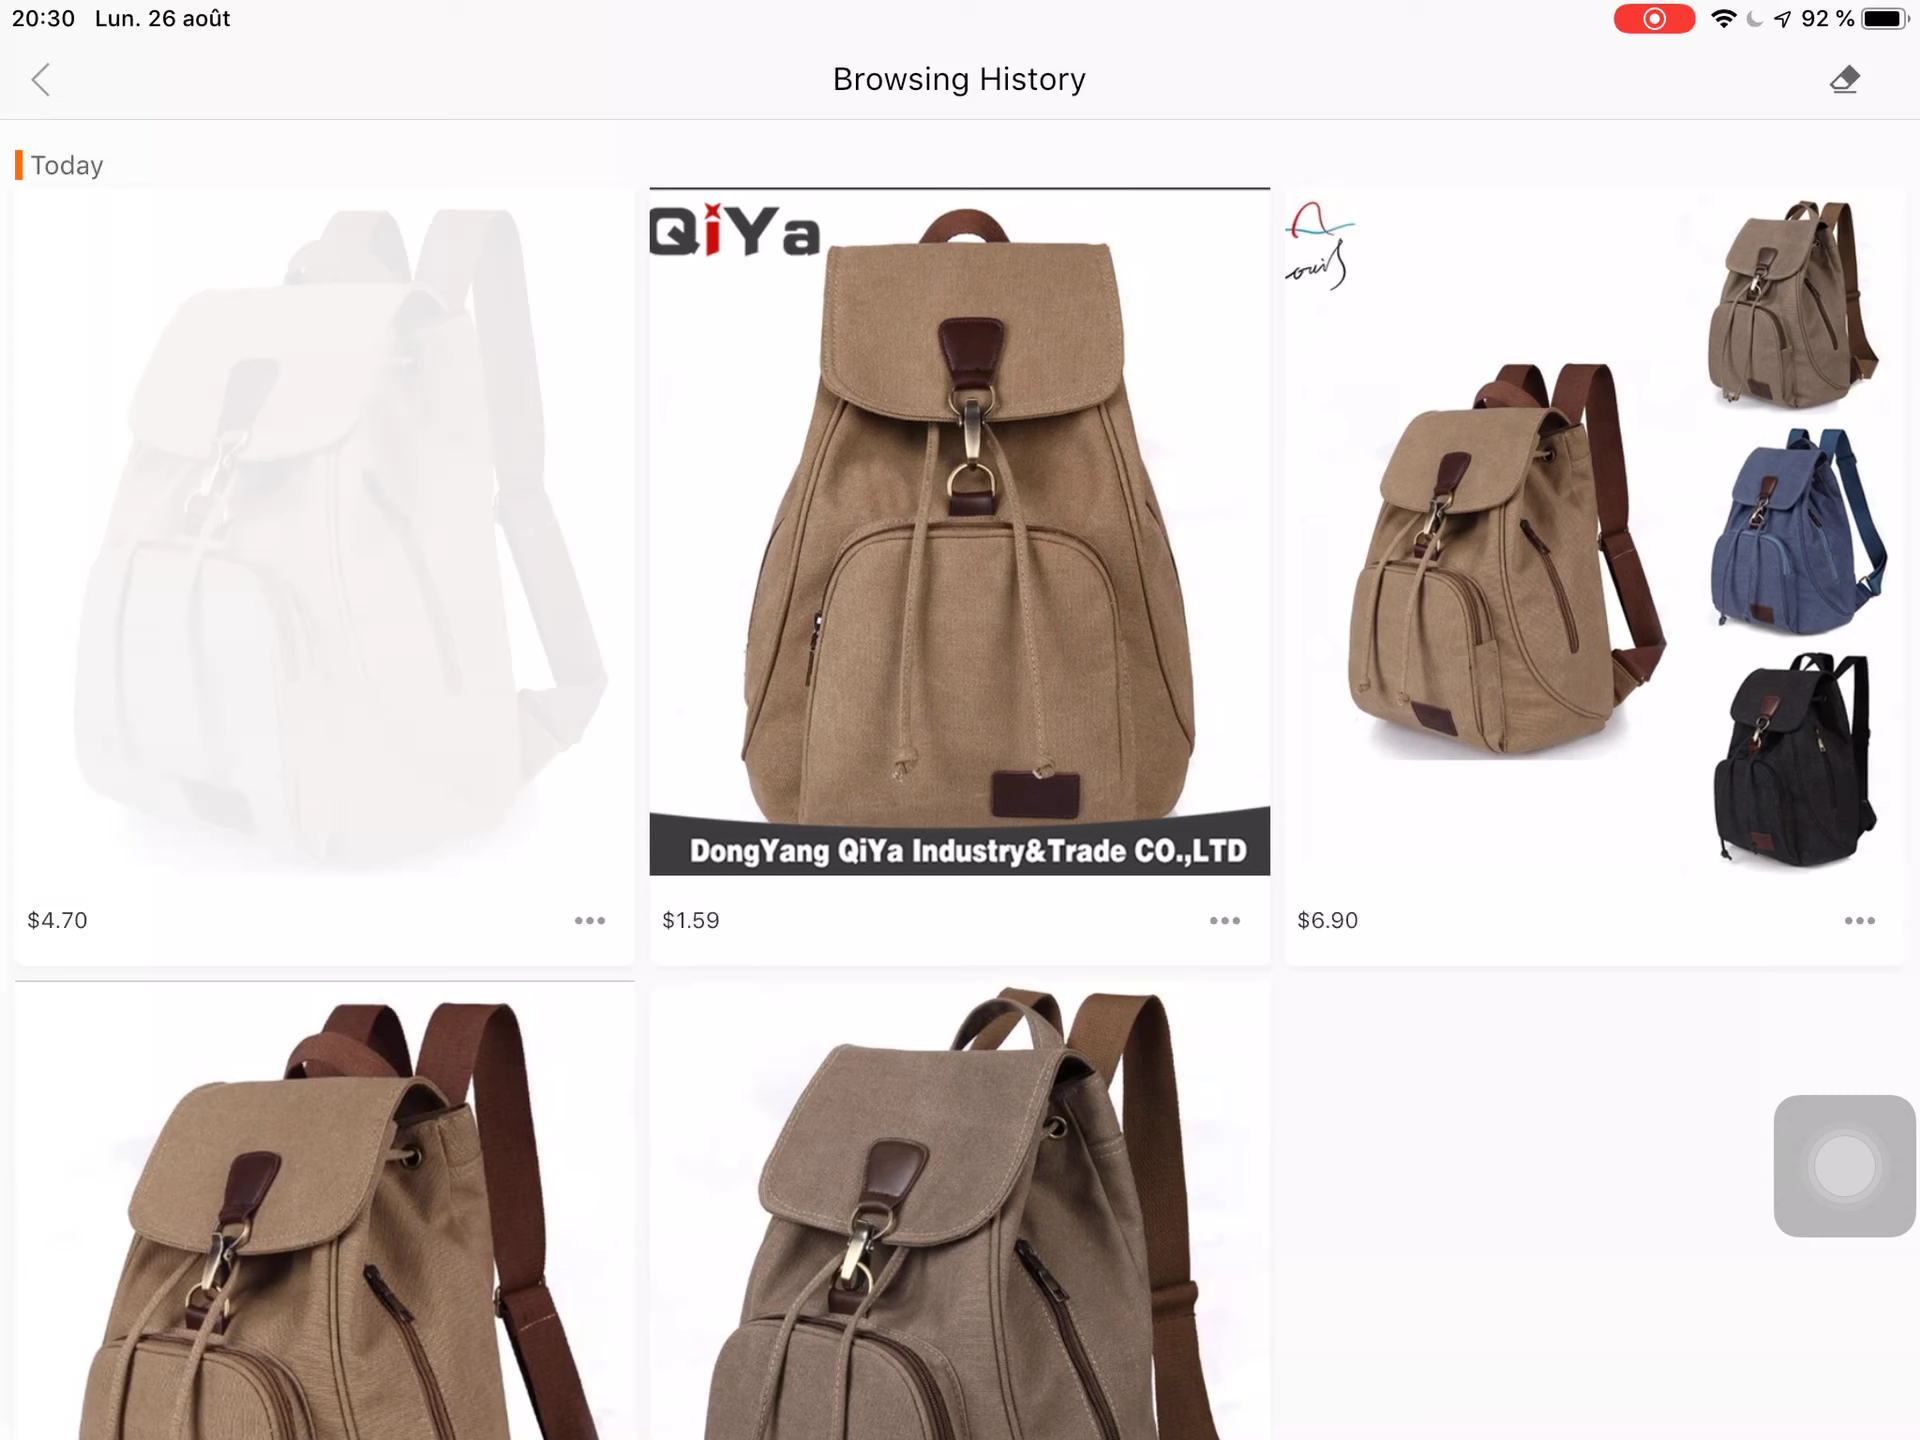 20:30 Lun. 26 août 92 %
Browsing History
Today
QiYa
DongYang QiYa Industry&Trade CO.,LTD
ouis
$4.70
$1.59
$6.90